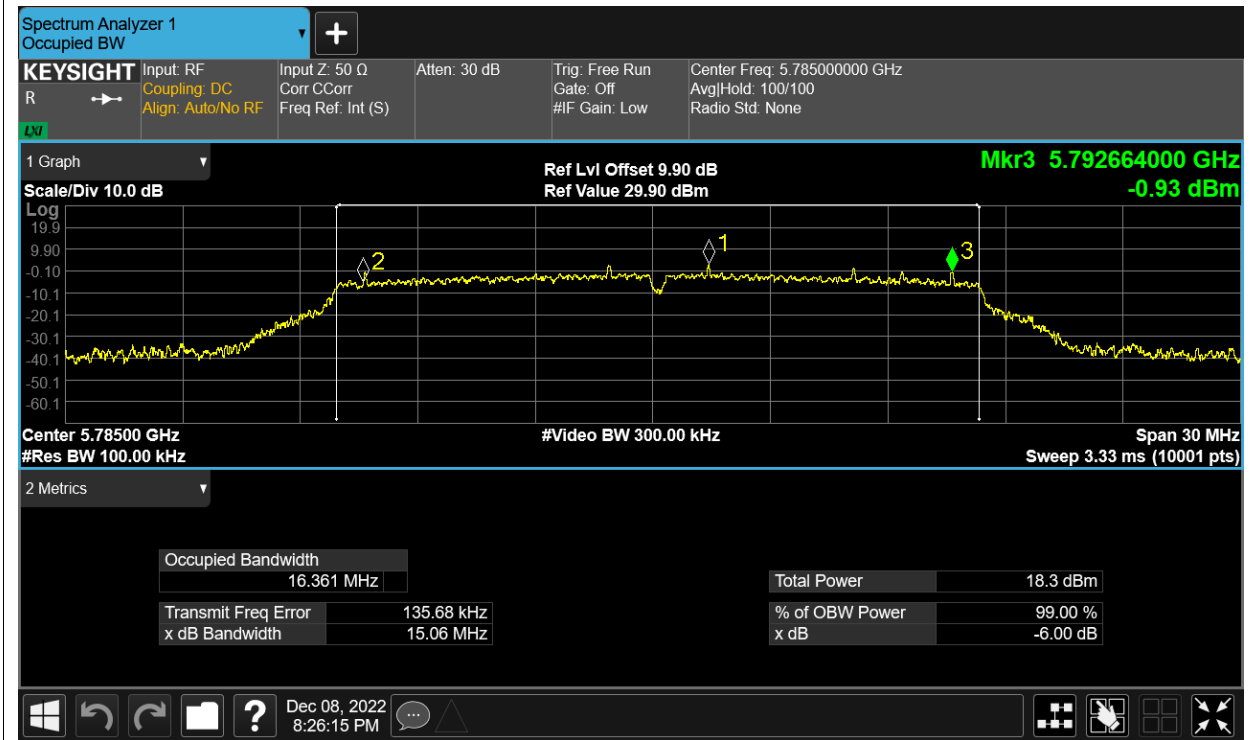 Spectrum Analyzer 1
Occupied BW
KEYSIGHT
R
LXI
Input: RF
Coupling: DC
Align: Auto/No RF
Input Z: 50 Ω
Corr CCorr
Freq Ref: Int (S)
Atten: 30 dB
Trig: Free Run
Gate: Off
#IF Gain: Low
Center Freq: 5.785000000 GHz
Avg|Hold: 100/100
Radio Std: None
1 Graph
Scale/Div 10.0 dB
Ref Lvl Offset 9.90 dB
Ref Value 29.90 dBm
Mkr3 5.792664000 GHz
-0.93 dBm
Log
19.9
9.90
-0.10
-10.1
-20.1
-30.1
-40.1
-50.1
-60.1
2
1
3
Center 5.78500 GHz
#Res BW 100.00 kHz
#Video BW 300.00 kHz
Span 30 MHz
Sweep 3.33 ms (10001 pts)
2 Metrics
Occupied Bandwidth
16.361 MHz
Transmit Freq Error 135.68 kHz
x dB Bandwidth 15.06 MHz
Total Power 18.3 dBm
% of OBW Power 99.00 %
x dB -6.00 dB
?
Dec 08, 2022
8:26:15 PM